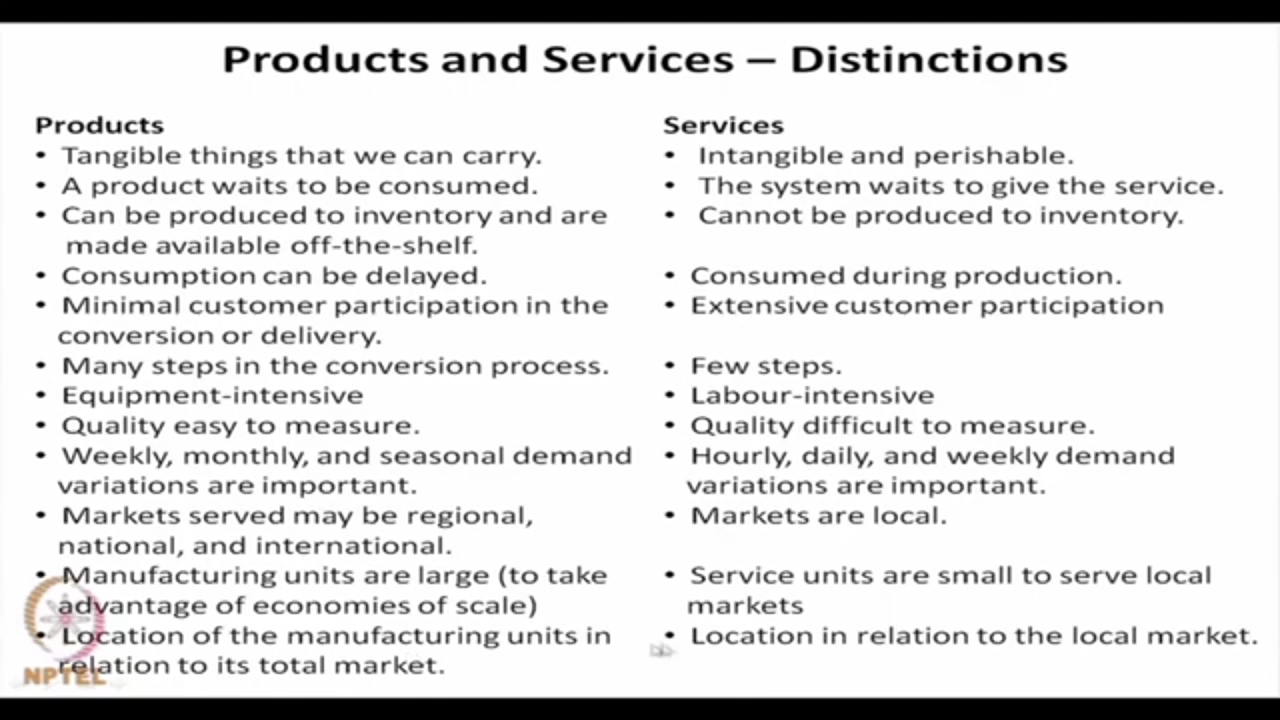 Products and Services – Distinctions
Products
• Tangible things that we can carry.
• A product waits to be consumed.
• Can be produced to inventory and are
made available off-the-shelf.
• Consumption can be delayed.
• Minimal customer participation in the
conversion or delivery.
• Many steps in the conversion process.
• Equipment-intensive
• Quality easy to measure.
• Weekly, monthly, and seasonal demand
variations are important.
• Markets served may be regional,
national, and international.
• Manufacturing units are large (to take
advantage of economies of scale)
• Location of the manufacturing units in
relation to its total market.
Services
• Intangible and perishable.
• The system waits to give the service.
• Cannot be produced to inventory.
• Consumed during production.
• Extensive customer participation
• Few steps.
• Labour-intensive
• Quality difficult to measure.
• Hourly, daily, and weekly demand
variations are important.
• Markets are local.
• Service units are small to serve local
markets
• Location in relation to the local market.
NPTEL